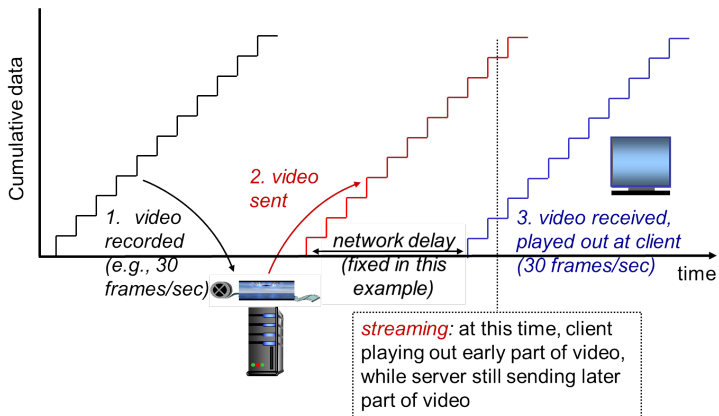 Cumulative data
1. video
recorded
(e.g., 30
frames/sec)
2. video
sent
network delay
(fixed in this
example)
3. video received,
played out at client
(30 frames/sec)
time
streaming: at this time, client
playing out early part of video,
while server still sending later
part of video